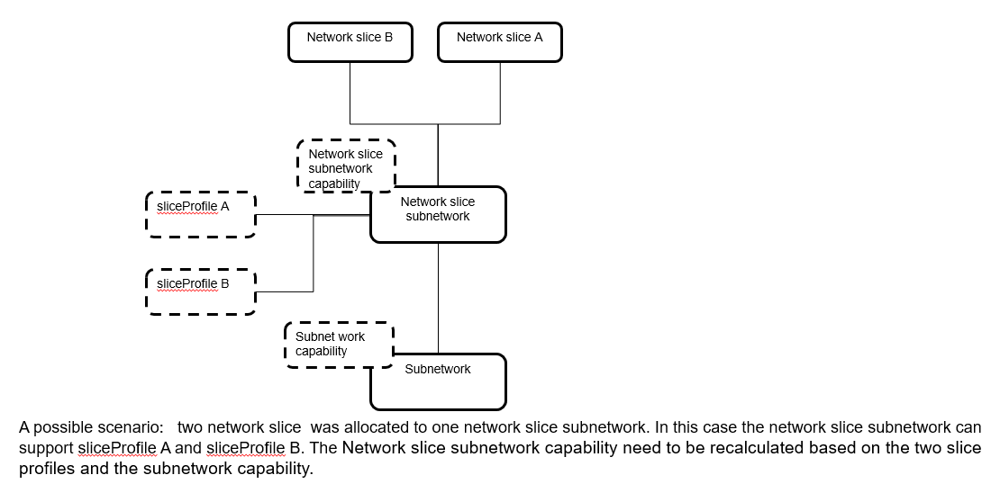 Network slice B
Network slice A
Network slice
subnetwork
capability
sliceProfile A
Network slice
subnetwork
sliceProfile B
Subnet work
capability
Subnetwork
A possible scenario: two network slice was allocated to one network slice subnetwork. In this case the network slice subnetwork can
support sliceProfile A and sliceProfile B. The Network slice subnetwork capability need to be recalculated based on the two slice
profiles and the subnetwork capability.